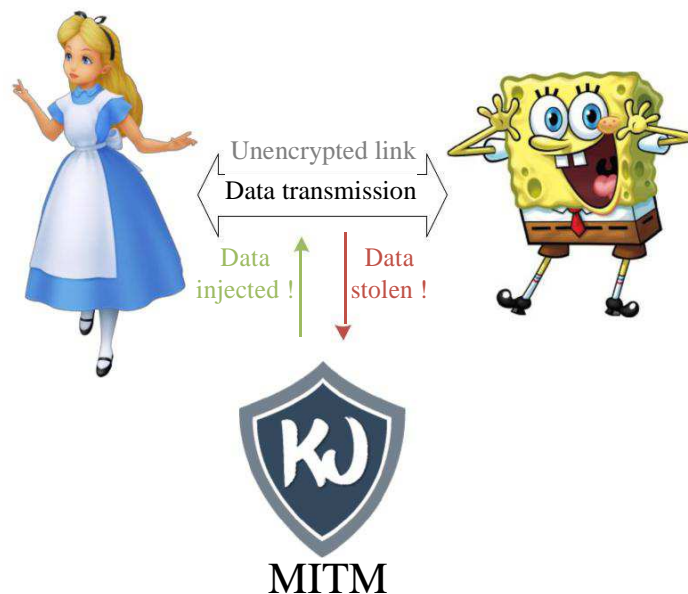 Unencrypted link
Data transmission
Data
injected !
Data
stolen !
KJ
MITM